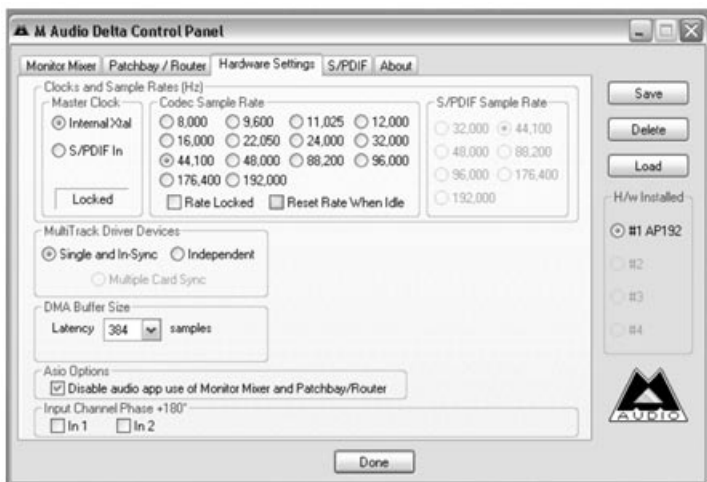 M Audio Delta Control Panel
Monitor Mixer Patchbay / Router Hardware Settings S/PDIF About
Clocks and Sample Rates (Hz)
Master Clock
Internal Xtal
S/PDIF In
Locked
Codec Sample Rate
8,000 9,600 11,025 12,000
16,000 22,050 24,000 32,000
44,100 48,000 88,200 96,000
176,400 192,000
Rate Locked Reset Rate When Idle
S/PDIF Sample Rate
32,000 44,100
48,000 88,200
96,000 176,400
192,000
MultiTrack Driver Devices
Single and In-Sync Independent
Multiple Card Sync
DMA Buffer Size
Latency 384 samples
Asio Options
Disable audio app use of Monitor Mixer and Patchbay/Router
Input Channel Phase +180°
In 1 In 2
Save
Delete
Load
H/w Installed
#1 AP192
#2
#3
#4
M
AUDIO
Done